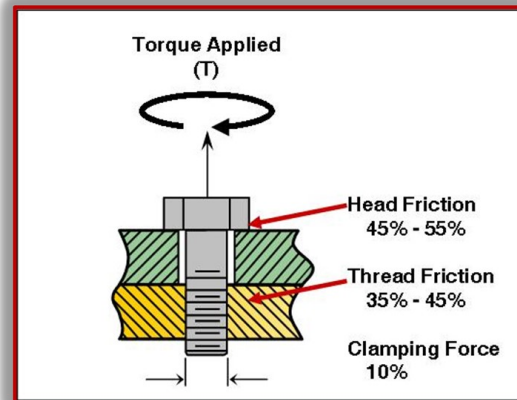 Torque Applied
(T)
Head Friction
45% - 55%
Thread Friction
35% - 45%
Clamping Force
10%